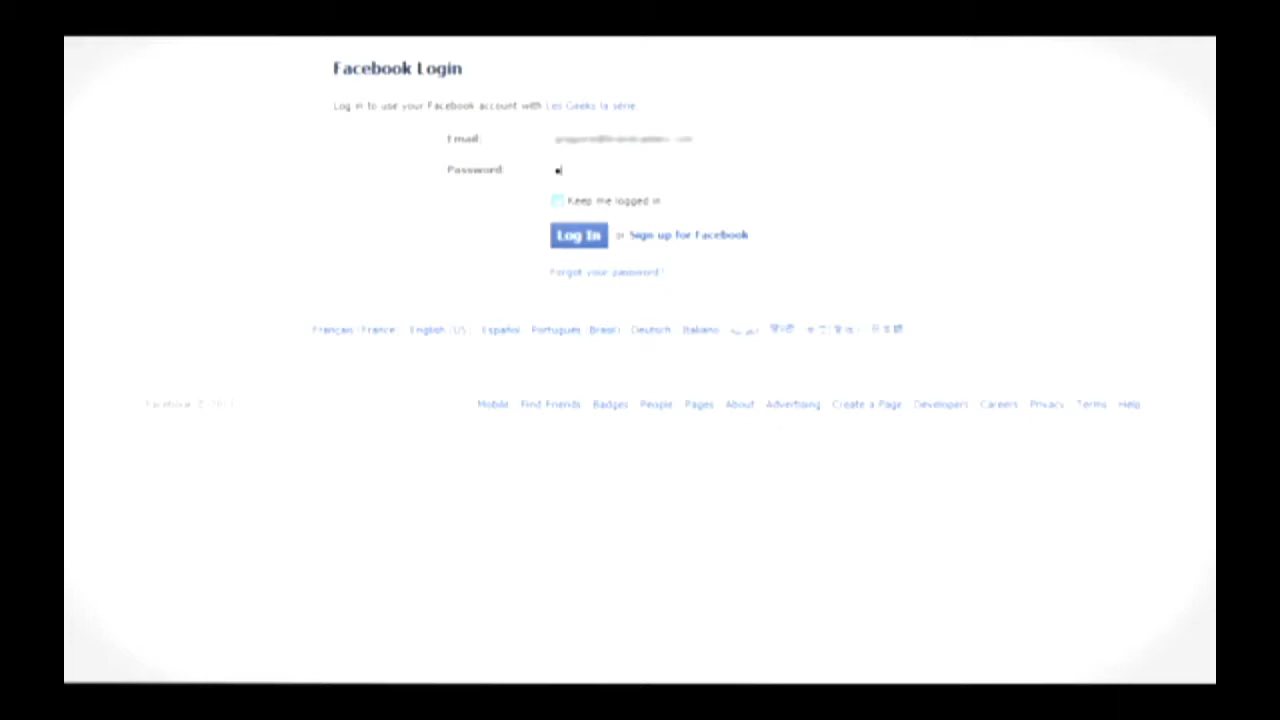 Facebook Login
Log in to use your Facebook account with Les Geeks la série
Email:
Password:
Keep me logged in
Log In or Sign up for Facebook
Forgot your password?
Français (France) English (US) Español Português (Brasil) Deutsch Italiano
Facebook ©
Mobile Find Friends Badges People Pages About Advertising Create a Page Developers Careers Privacy Terms Help